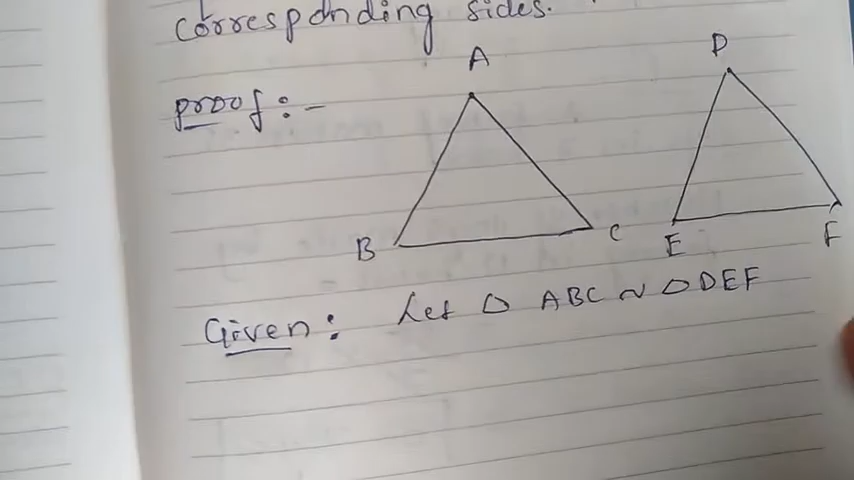 corresponding sides.
proof :-
A
D
B
C
E
F
Given : Let △ ABC ~ △DEF